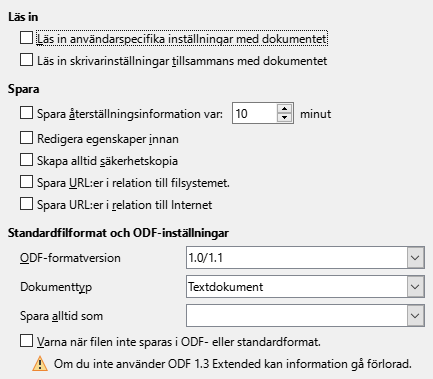 Läs in
Läs in användarspecifika inställningar med dokumentet
Läs in skrivarinställningar tillsammans med dokumentet
Spara
Spara återställningsinformation var: 10 minut
Redigera egenskaper innan
Skapa alltid säkerhetskopia
Spara URL:er i relation till filsystemet.
Spara URL:er i relation till Internet
Standardfilformat och ODF-inställningar
ODF-formatversion 1.0/1.1
Dokumenttyp Textdokument
Spara alltid som
Varna när filen inte sparas i ODF- eller standardformat.
Om du inte använder ODF 1.3 Extended kan information gå förlorad.